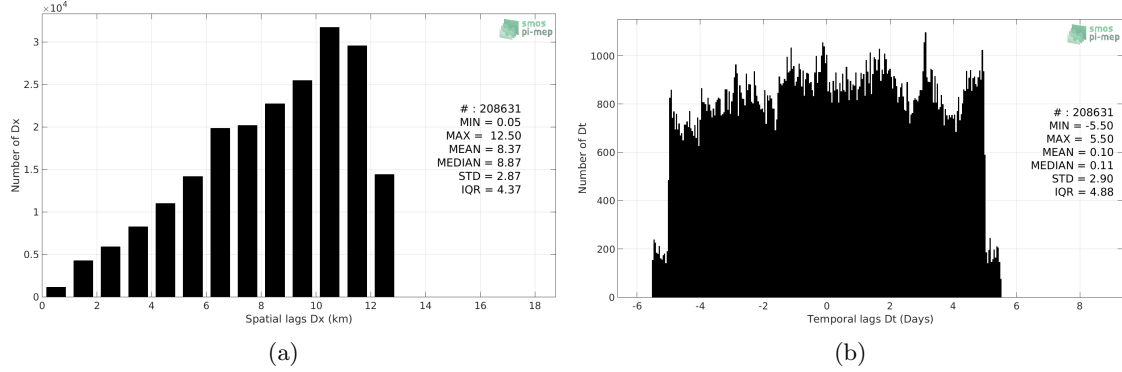 ×10⁴
3
2.5
2
1.5
1
0.5
0
Number of Dx
0 2 4 6 8 10 12 14 16 18
Spatial lags Dx (km)
smos
pi-mep
# : 208631
MIN = 0.05
MAX = 12.50
MEAN = 8.37
MEDIAN = 8.87
STD = 2.87
IQR = 4.37
(a)
1000
800
600
400
200
0
Number of Dt
-6 -4 -2 0 2 4 6 8
Temporal lags Dt (Days)
smos
pi-mep
# : 208631
MIN = -5.50
MAX = 5.50
MEAN = 0.10
MEDIAN = 0.11
STD = 2.90
IQR = 4.88
(b)